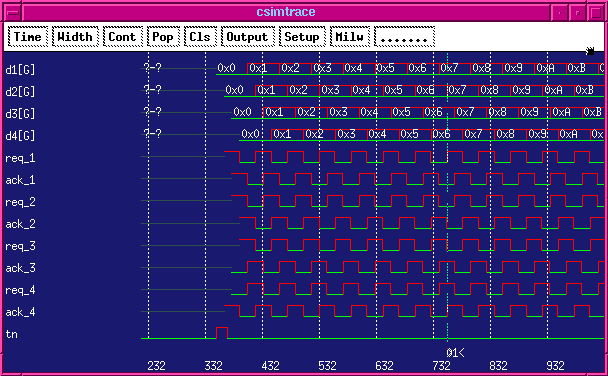 csimtrace
Time Width Cont Pop Cls Output Setup Milw .......
d1[G] ?-? 0x0 0x1 0x2 0x3 0x4 0x5 0x6 0x7 0x8 0x9 0xA 0xB 0
d2[G] ?-? 0x0 0x1 0x2 0x3 0x4 0x5 0x6 0x7 0x8 0x9 0xA 0xB
d3[G] ?-? 0x0 0x1 0x2 0x3 0x4 0x5 0x6 0x7 0x8 0x9 0xA 0xB
d4[G] ?-? 0x0 0x1 0x2 0x3 0x4 0x5 0x6 0x7 0x8 0x9 0xA 0x
req_1
ack_1
req_2
ack_2
req_3
ack_3
req_4
ack_4
tn
@1<
232 332 432 532 632 732 832 932